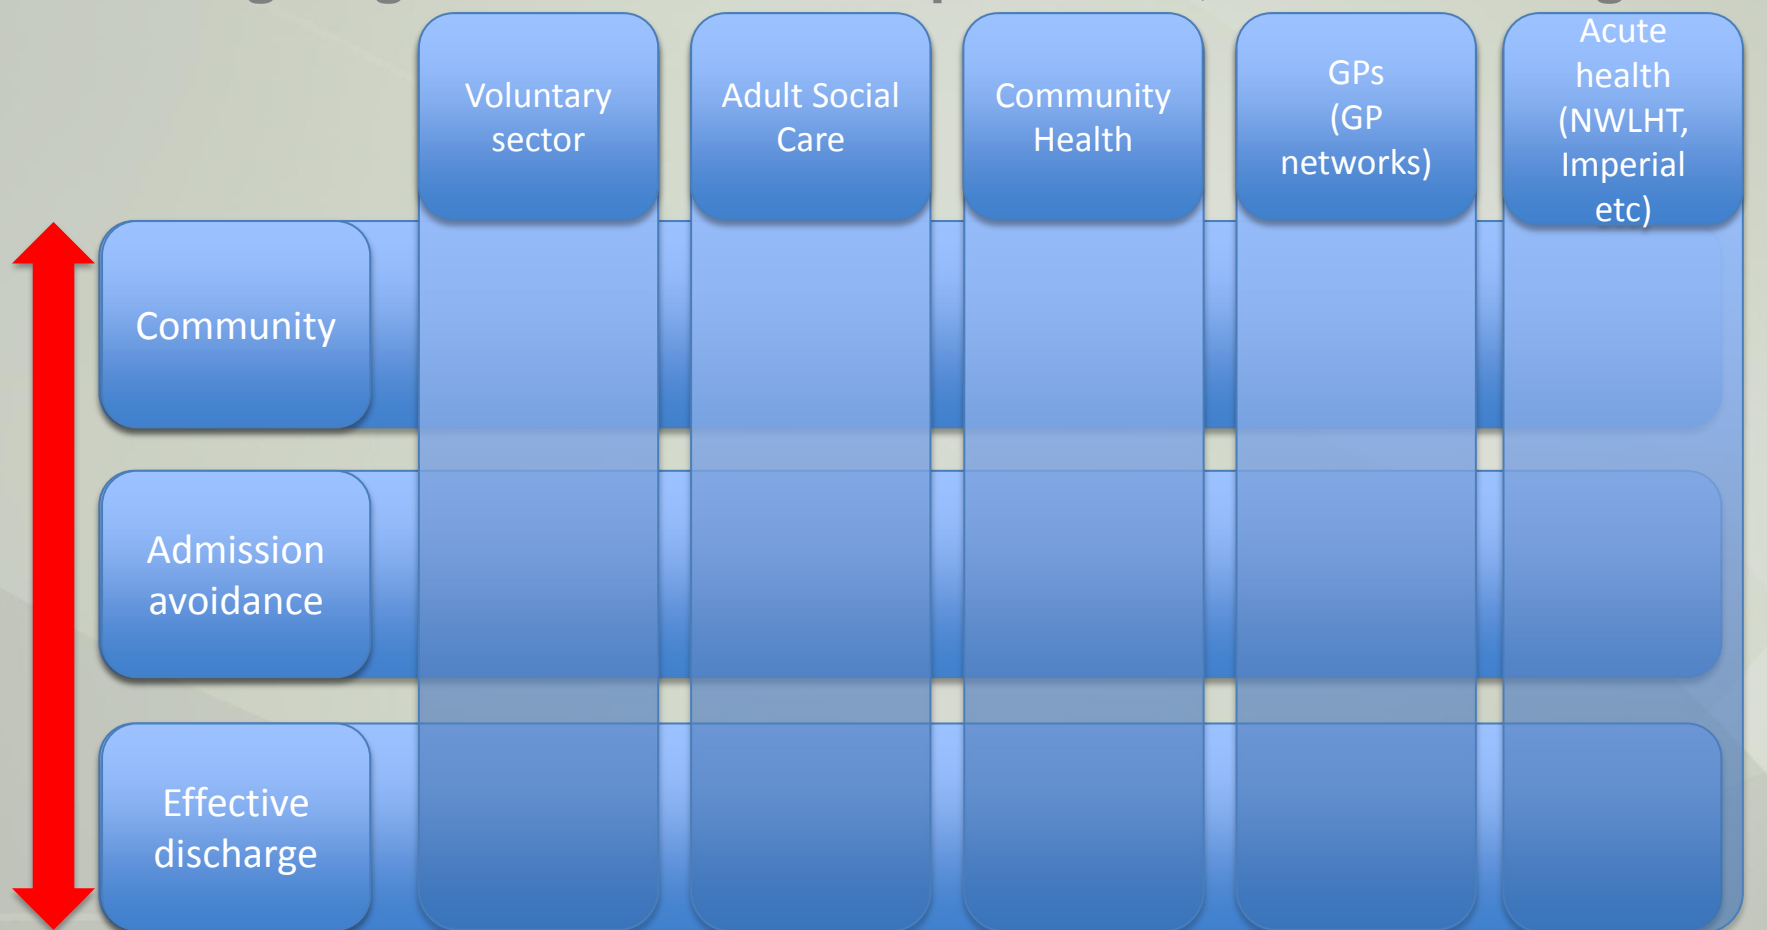 Voluntary
sector
Adult Social
Care
Community
Health
GPs
(GP
networks)
Acute
health
(NWLHT,
Imperial
etc)
Community
Admission
avoidance
Effective
discharge